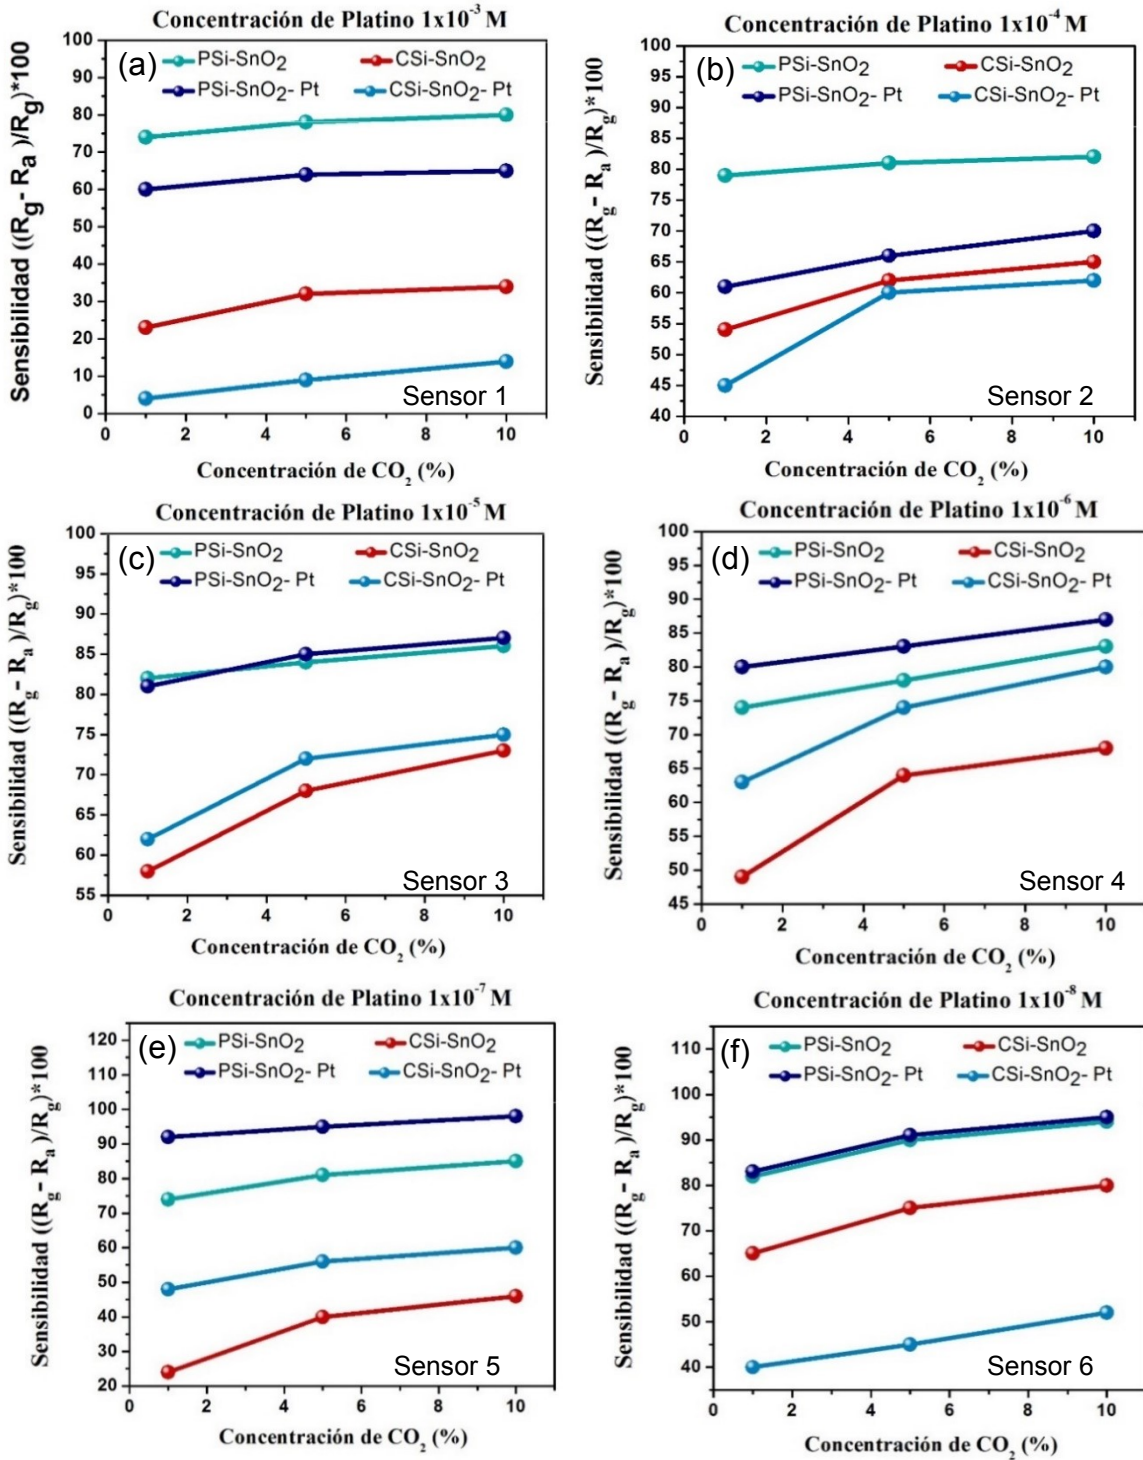 Concentración de Platino 1x10⁻³ M
(a)
PSi-SnO₂
CSi-SnO₂
PSi-SnO₂- Pt
CSi-SnO₂- Pt
Sensibilidad ((Rg - Ra )/Rg)*100
100
90
80
70
60
50
40
30
20
10
0
Sensor 1
0 2 4 6 8 10
Concentración de CO₂ (%)
Concentración de Platino 1x10⁻⁴ M
(b)
PSi-SnO₂
CSi-SnO₂
PSi-SnO₂- Pt
CSi-SnO₂- Pt
Sensibilidad ((Rg - Ra )/Rg)*100
100
95
90
85
80
75
70
65
60
55
50
45
40
Sensor 2
0 2 4 6 8 10
Concentración de CO₂ (%)
Concentración de Platino 1x10⁻⁵ M
(c)
PSi-SnO₂
CSi-SnO₂
PSi-SnO₂- Pt
CSi-SnO₂- Pt
Sensibilidad ((Rg - Ra )/Rg)*100
100
95
90
85
80
75
70
65
60
55
Sensor 3
0 2 4 6 8 10
Concentración de CO₂ (%)
Concentración de Platino 1x10⁻⁶ M
(d)
PSi-SnO₂
CSi-SnO₂
PSi-SnO₂- Pt
CSi-SnO₂- Pt
Sensibilidad ((Rg - Ra )/Rg)*100
100
95
90
85
80
75
70
65
60
55
50
45
Sensor 4
0 2 4 6 8 10
Concentración de CO₂ (%)
Concentración de Platino 1x10⁻⁷ M
(e)
PSi-SnO₂
CSi-SnO₂
PSi-SnO₂- Pt
CSi-SnO₂- Pt
Sensibilidad ((Rg - Ra )/Rg)*100
120
110
100
90
80
70
60
50
40
30
20
Sensor 5
0 2 4 6 8 10
Concentración de CO₂ (%)
Concentración de Platino 1x10⁻⁸ M
(f)
PSi-SnO₂
CSi-SnO₂
PSi-SnO₂- Pt
CSi-SnO₂- Pt
Sensibilidad ((Rg - Ra )/Rg)*100
110
100
90
80
70
60
50
40
Sensor 6
0 2 4 6 8 10
Concentración de CO₂ (%)